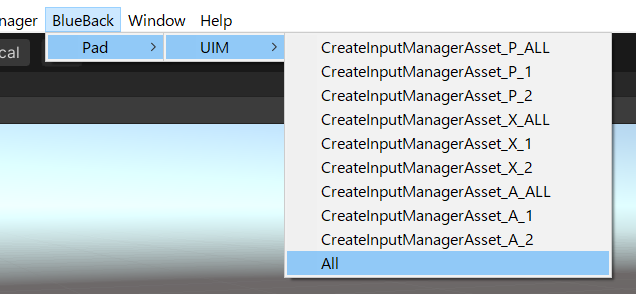 nager BlueBack Window Help
cal
Pad > UIM >
CreateInputManagerAsset_P_ALL
CreateInputManagerAsset_P_1
CreateInputManagerAsset_P_2
CreateInputManagerAsset_X_ALL
CreateInputManagerAsset_X_1
CreateInputManagerAsset_X_2
CreateInputManagerAsset_A_ALL
CreateInputManagerAsset_A_1
CreateInputManagerAsset_A_2
All